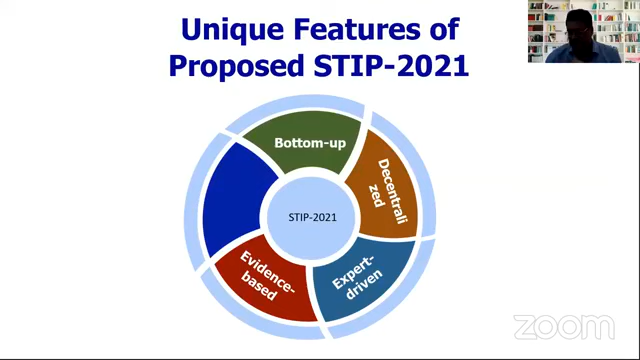 Unique Features of
Proposed STIP-2021
Bottom-up
Decentrali
zed
Expert-
driven
Evidence-
based
STIP-2021
zoom